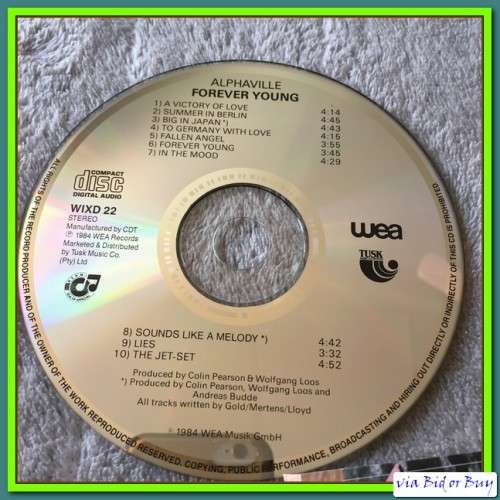 ALPHAVILLE
FOREVER YOUNG
1) A VICTORY OF LOVE 4:14
2) SUMMER IN BERLIN 4:45
3) BIG IN JAPAN *) 4:43
4) TO GERMANY WITH LOVE 4:15
5) FALLEN ANGEL 3:55
6) FOREVER YOUNG 3:45
7) IN THE MOOD 4:29
COMPACT
disc
DIGITAL AUDIO
WIXD 22
STEREO
Manufactured by CDT
℗ 1984 WEA Records
Marketed & Distributed
by Tusk Music Co.
(Pty) Ltd
wea
TUSK
8) SOUNDS LIKE A MELODY *) 4:42
9) LIES 3:32
10) THE JET-SET 4:52
Produced by Colin Pearson & Wolfgang Loos
*) Produced by Colin Pearson, Wolfgang Loos and
Andreas Budde
All tracks written by Gold/Mertens/Lloyd
℗ 1984 WEA Musik GmbH
ALL RIGHTS OF THE RECORD PRODUCER AND OF THE OWNER OF THE WORK REPRODUCED RESERVED. COPYING, PUBLIC PERFORMANCE, BROADCASTING AND HIRING OUT DIRECTLY OR INDIRECTLY OF THIS CD IS PROHIBITED
via Bid or Buy